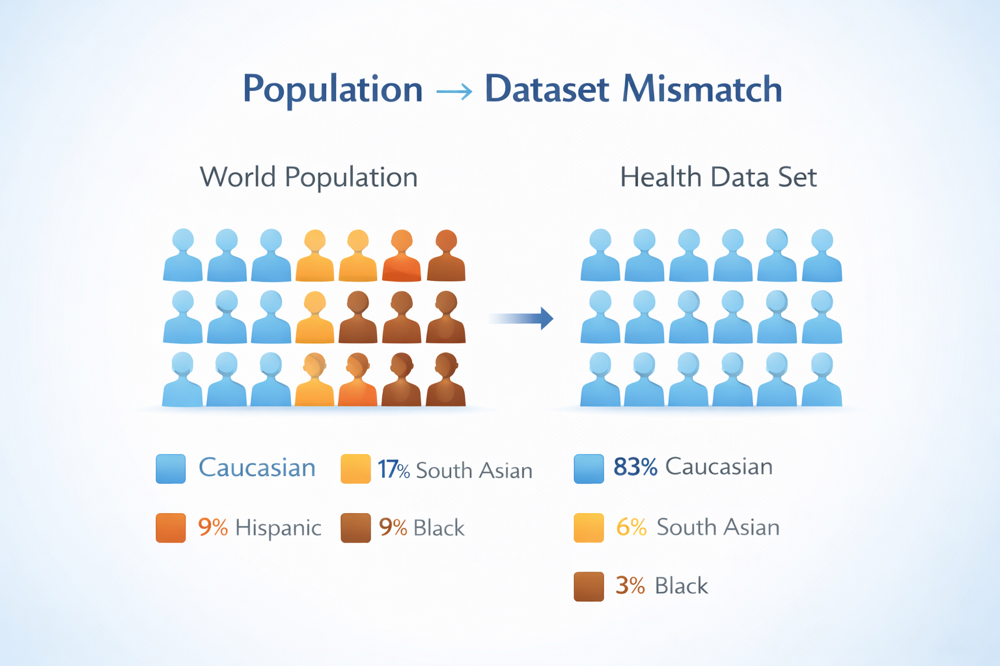 Population → Dataset Mismatch
World Population
Health Data Set
Caucasian
17% South Asian
9% Hispanic
9% Black
83% Caucasian
6% South Asian
3% Black